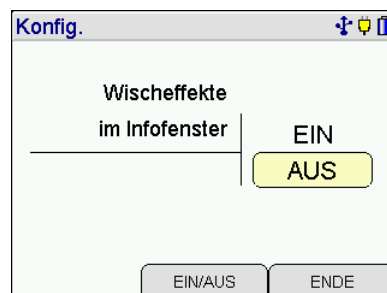 Konfig.
Wischeffekte
im Infofenster
EIN
AUS
EIN/AUS
ENDE